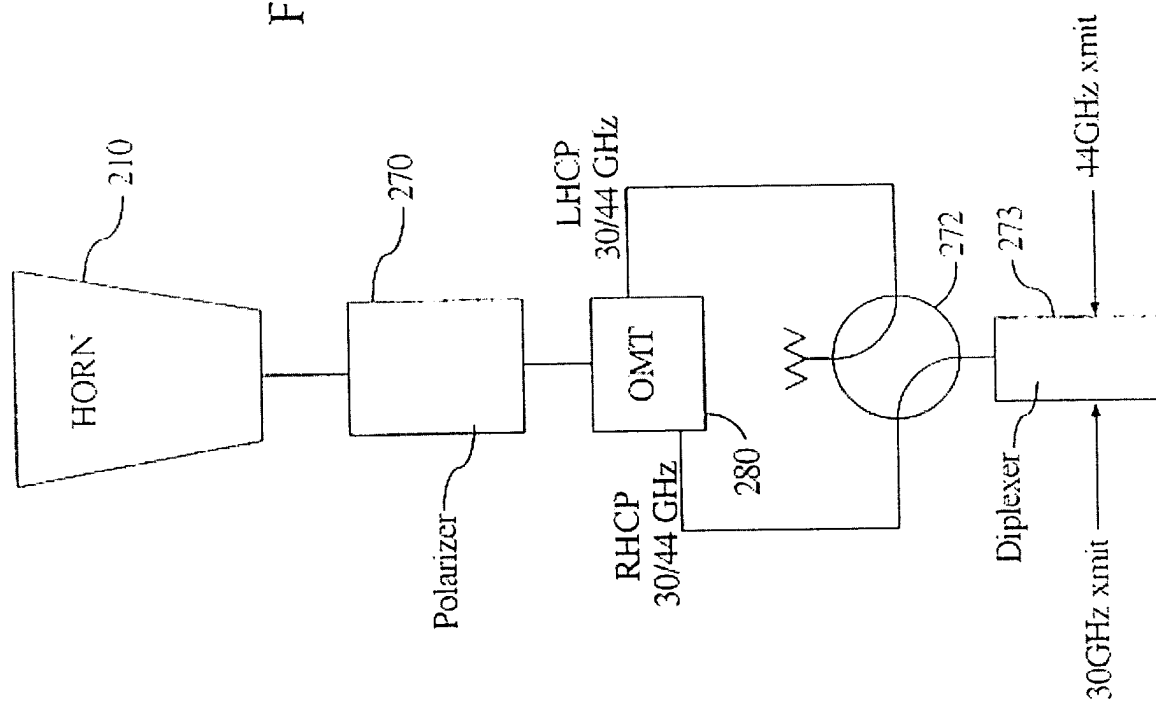 F
HORN
210
270
Polarizer
LHCP
30/44 GHz
OMT
280
RHCP
30/44 GHz
272
273
Diplexer
44GHz xmit
30GHz xmit